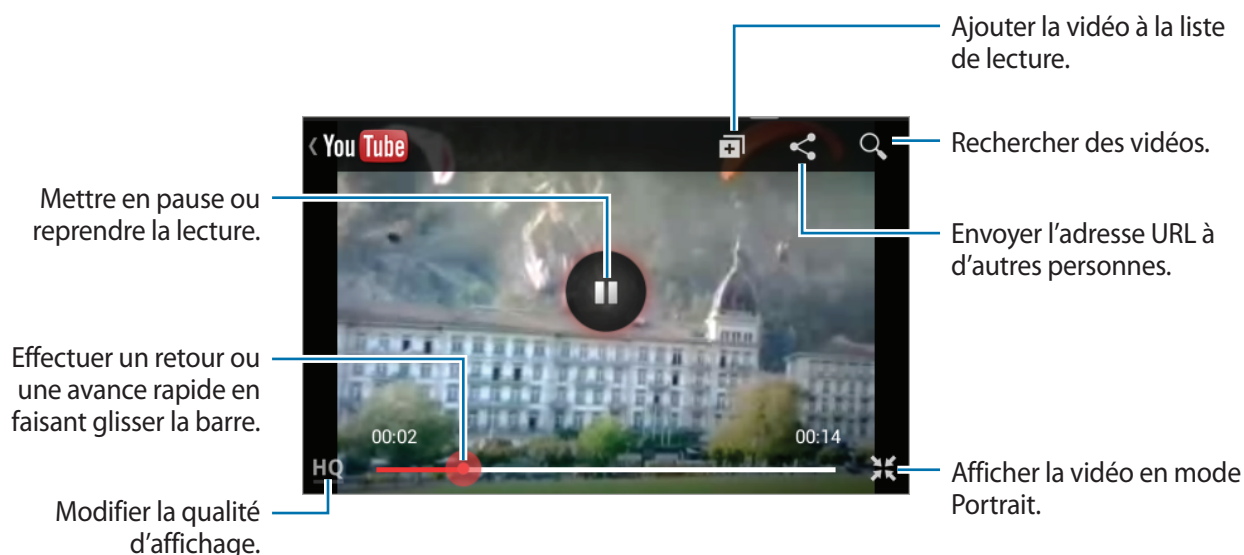 Ajouter la vidéo à la liste
de lecture.
You Tube
Rechercher des vidéos.
Mettre en pause ou
reprendre la lecture.
Envoyer l’adresse URL à
d’autres personnes.
Effectuer un retour ou
une avance rapide en
faisant glisser la barre.
00:02
00:14
HQ
Afficher la vidéo en mode
Portrait.
Modifier la qualité
d’affichage.